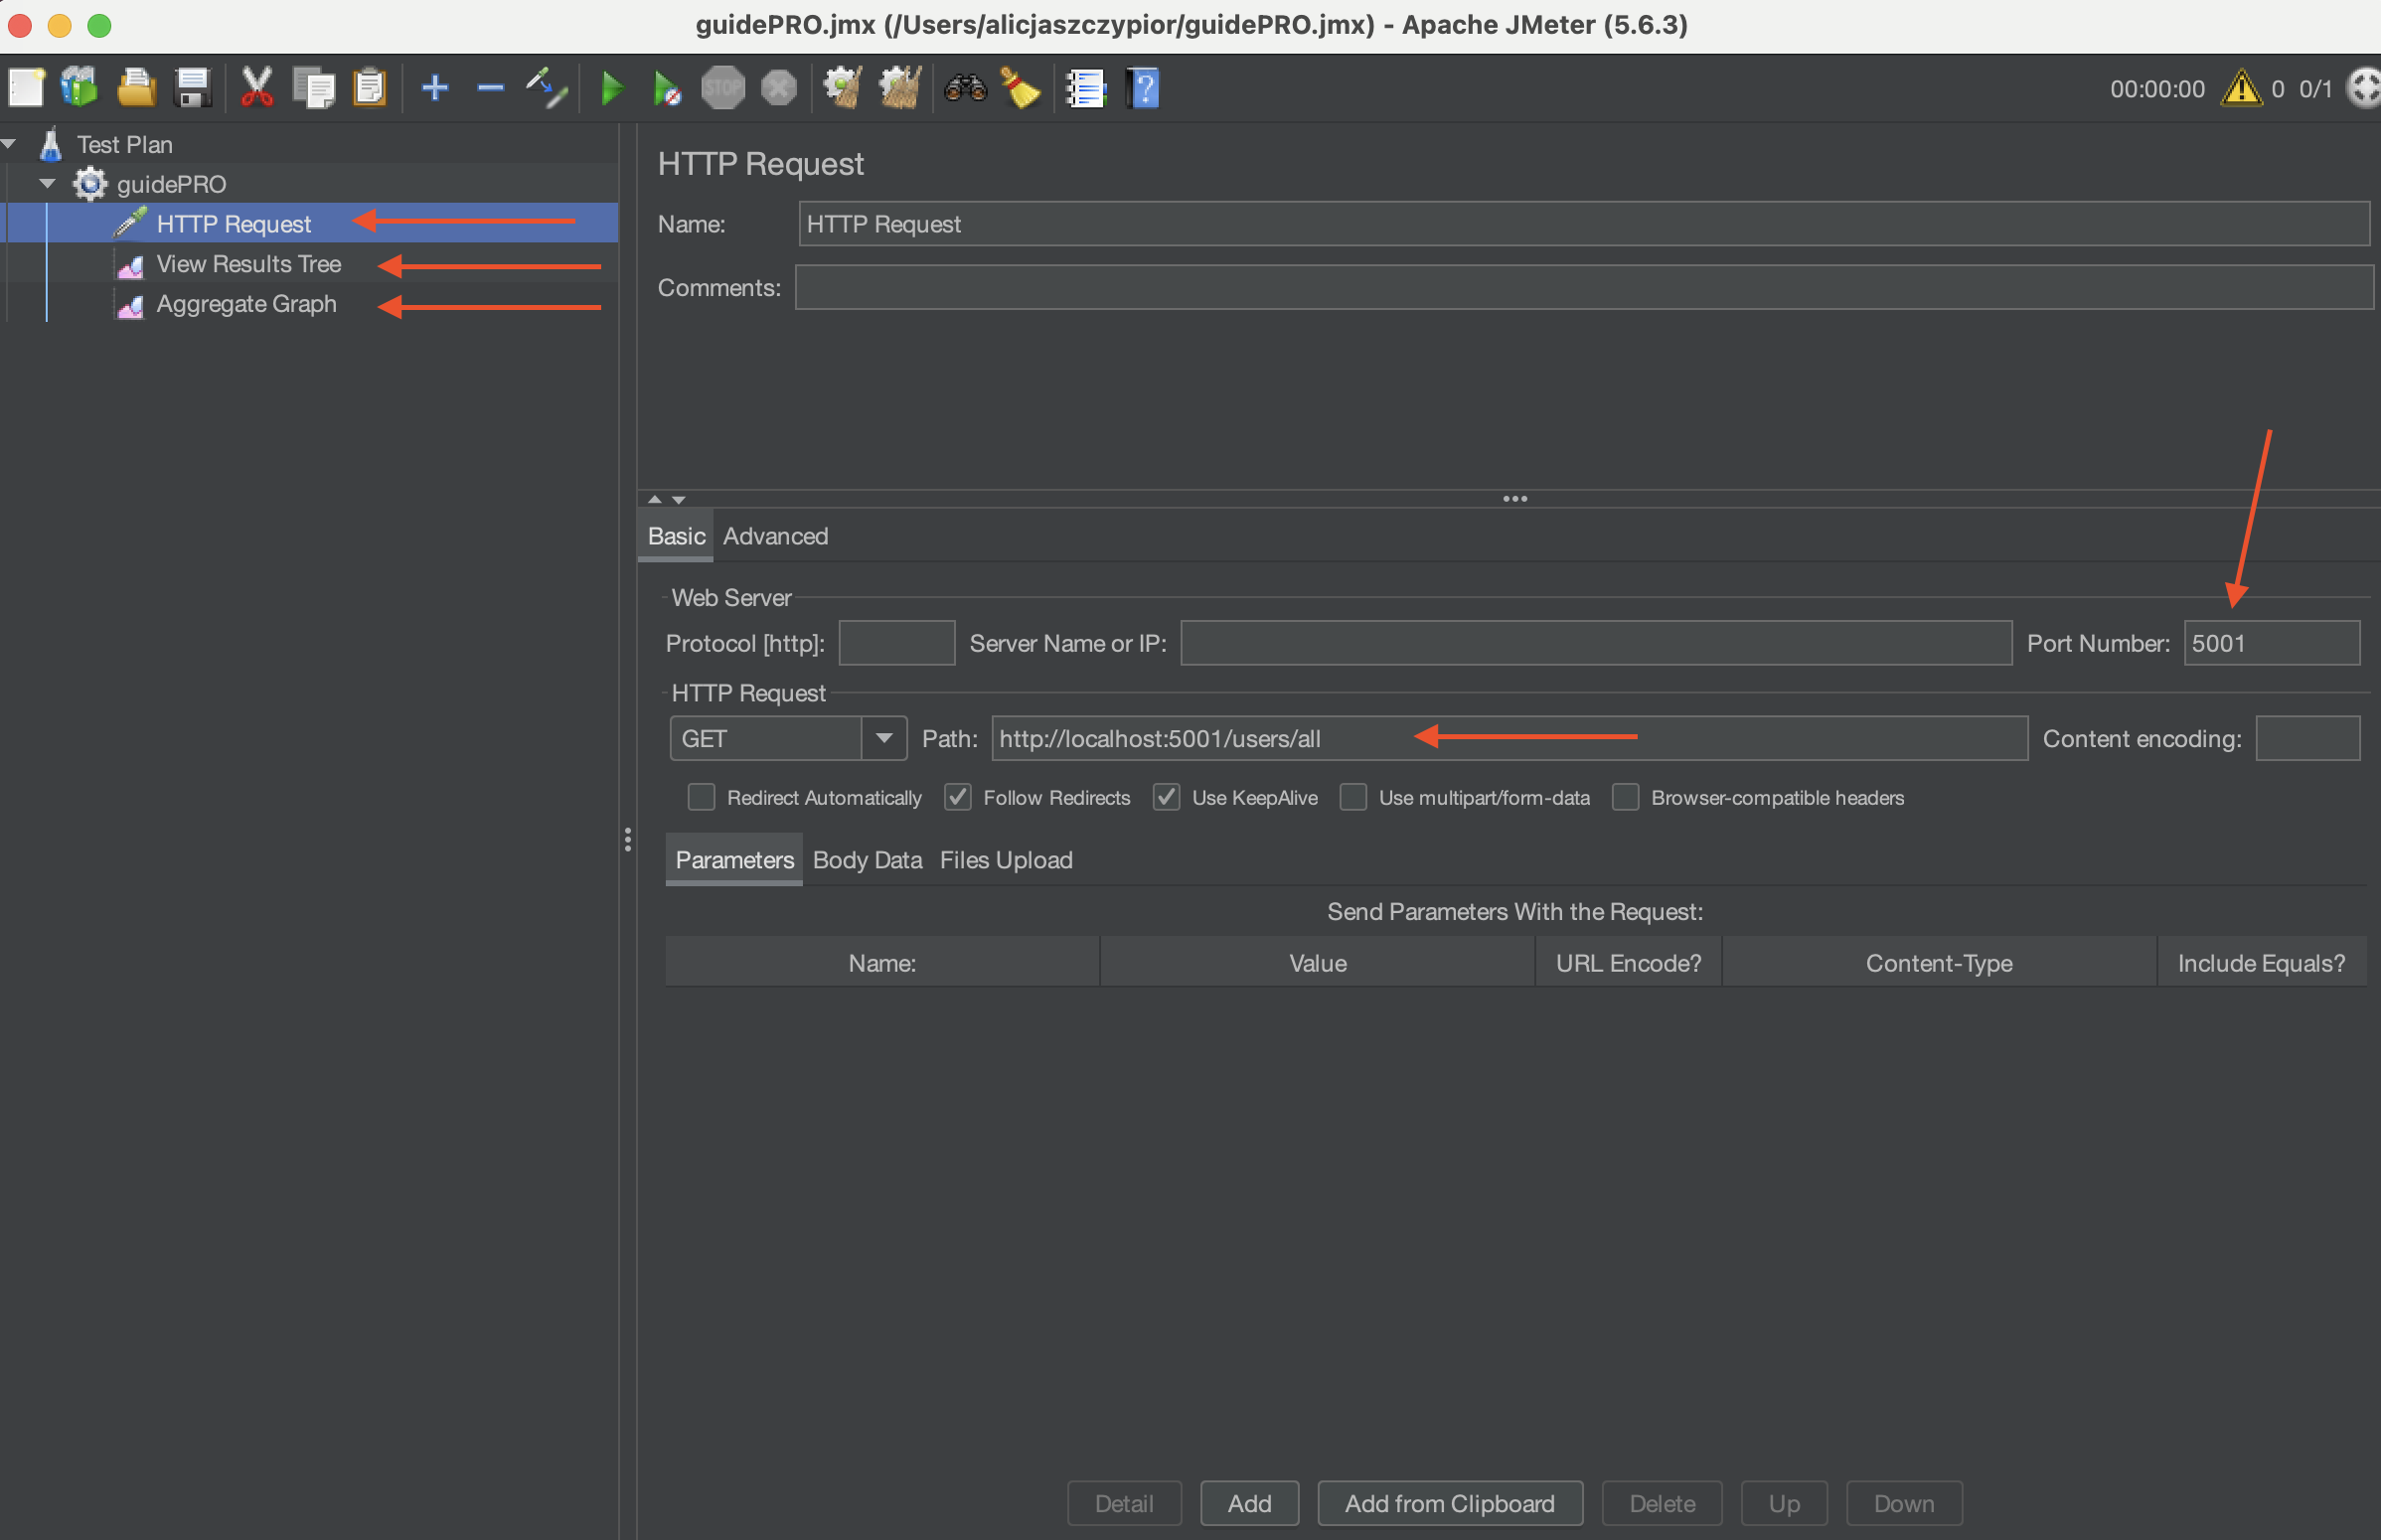 guidePRO.jmx (/Users/alicjaszczypior/guidePRO.jmx) - Apache JMeter (5.6.3)
STOP
00:00:00 0 0/1
Test Plan
guidePRO
HTTP Request
View Results Tree
Aggregate Graph
HTTP Request
Name: HTTP Request
Comments:
Basic Advanced
Web Server
Protocol [http]: Server Name or IP: Port Number: 5001
HTTP Request
GET Path: http://localhost:5001/users/all Content encoding:
Redirect Automatically Follow Redirects Use KeepAlive Use multipart/form-data Browser-compatible headers
Parameters Body Data Files Upload
Send Parameters With the Request:
Name: Value URL Encode? Content-Type Include Equals?
Detail Add Add from Clipboard Delete Up Down